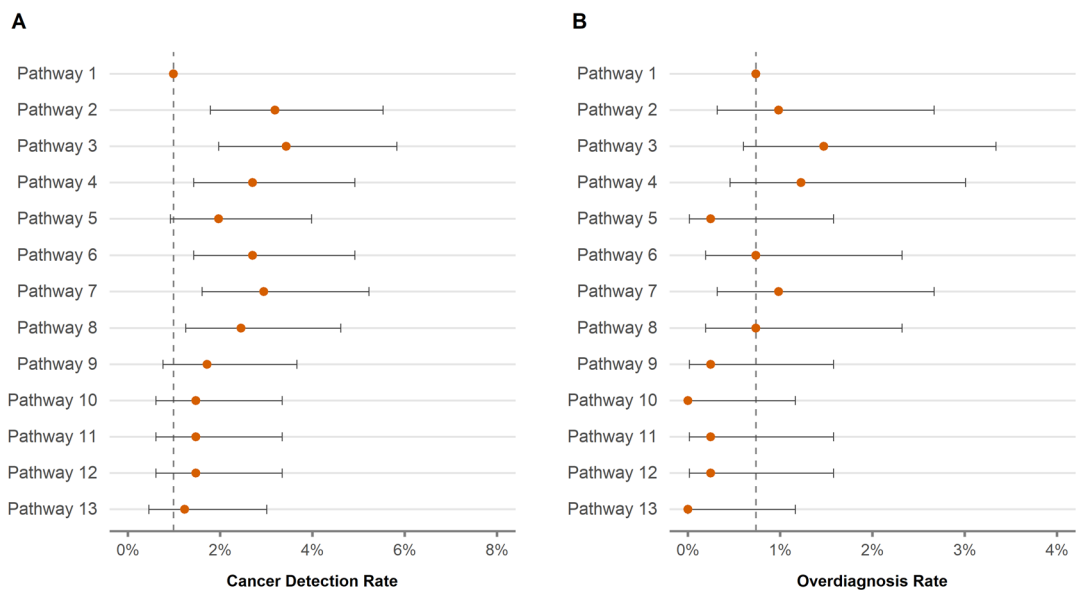 A
Pathway 1
Pathway 2
Pathway 3
Pathway 4
Pathway 5
Pathway 6
Pathway 7
Pathway 8
Pathway 9
Pathway 10
Pathway 11
Pathway 12
Pathway 13
0% 2% 4% 6% 8%
Cancer Detection Rate
B
Pathway 1
Pathway 2
Pathway 3
Pathway 4
Pathway 5
Pathway 6
Pathway 7
Pathway 8
Pathway 9
Pathway 10
Pathway 11
Pathway 12
Pathway 13
0% 1% 2% 3% 4%
Overdiagnosis Rate